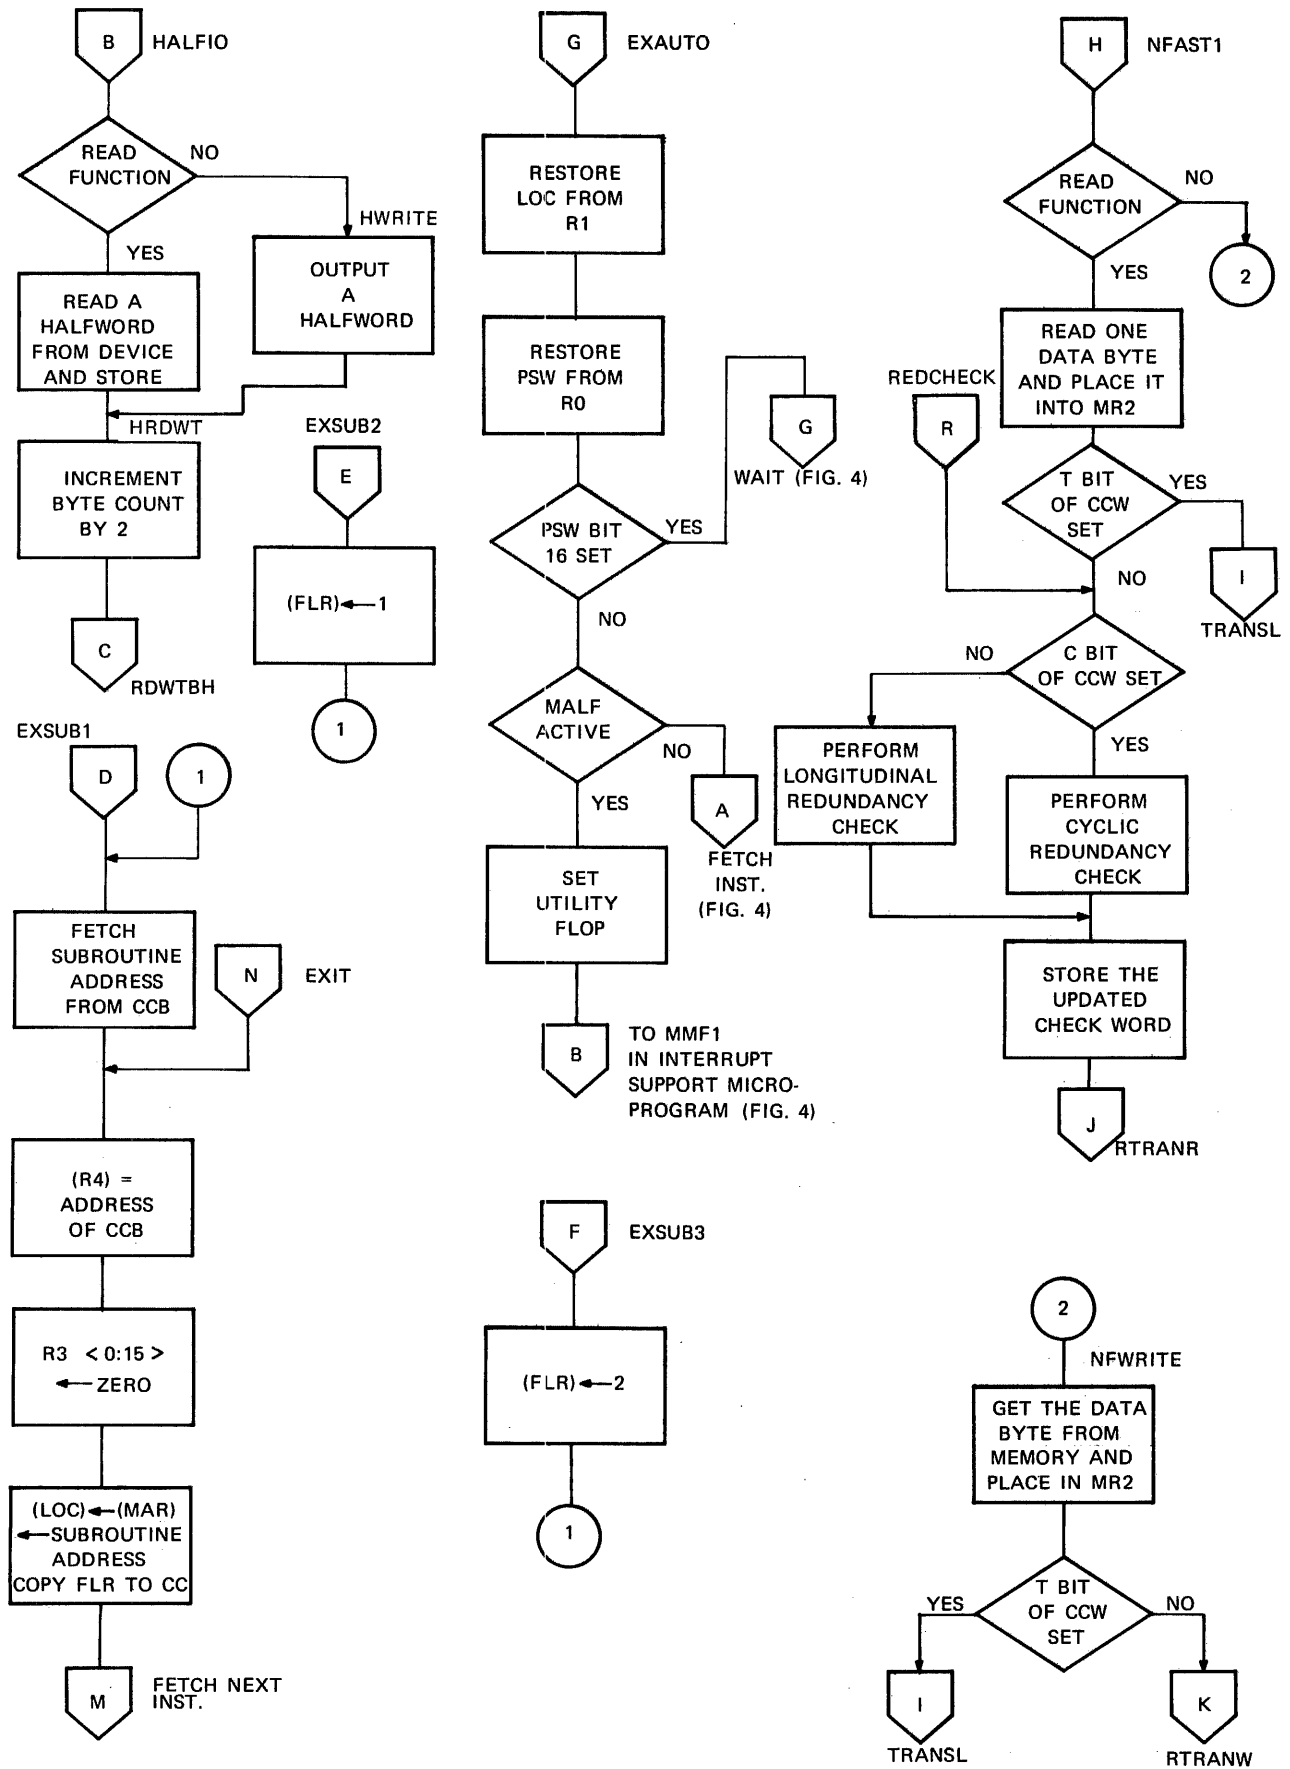 B HALFIO
READ
FUNCTION
NO
YES
HWRITE
OUTPUT
A
HALFWORD
READ A
HALFWORD
FROM DEVICE
AND STORE
HRDWT
INCREMENT
BYTE COUNT
BY 2
C
RDWTBH
EXSUB2
E
(FLR)←1
1
EXSUB1
D
1
FETCH
SUBROUTINE
ADDRESS
FROM CCB
N EXIT
(R4) =
ADDRESS
OF CCB
R3 <0:15>
←ZERO
(LOC)←(MAR)
←SUBROUTINE
ADDRESS
COPY FLR TO CC
M
FETCH NEXT
INST.
G EXAUTO
RESTORE
LOC FROM
R1
RESTORE
PSW FROM
R0
PSW BIT
16 SET
YES
G
WAIT (FIG. 4)
NO
MALF
ACTIVE
NO
A
FETCH
INST.
(FIG. 4)
YES
SET
UTILITY
FLOP
B
TO MMF1
IN INTERRUPT
SUPPORT MICRO-
PROGRAM (FIG. 4)
F EXSUB3
(FLR)←2
1
H NFAST1
READ
FUNCTION
NO
2
YES
READ ONE
DATA BYTE
AND PLACE IT
INTO MR2
REDCHECK
R
T BIT
OF CCW
SET
YES
I
TRANSL
NO
C BIT
OF CCW SET
NO
YES
PERFORM
LONGITUDINAL
REDUNDANCY
CHECK
PERFORM
CYCLIC
REDUNDANCY
CHECK
STORE THE
UPDATED
CHECK WORD
J
RTRANR
2
NFWRITE
GET THE DATA
BYTE FROM
MEMORY AND
PLACE IN MR2
T BIT
OF CCW
SET
YES
NO
I
TRANSL
K
RTRANW